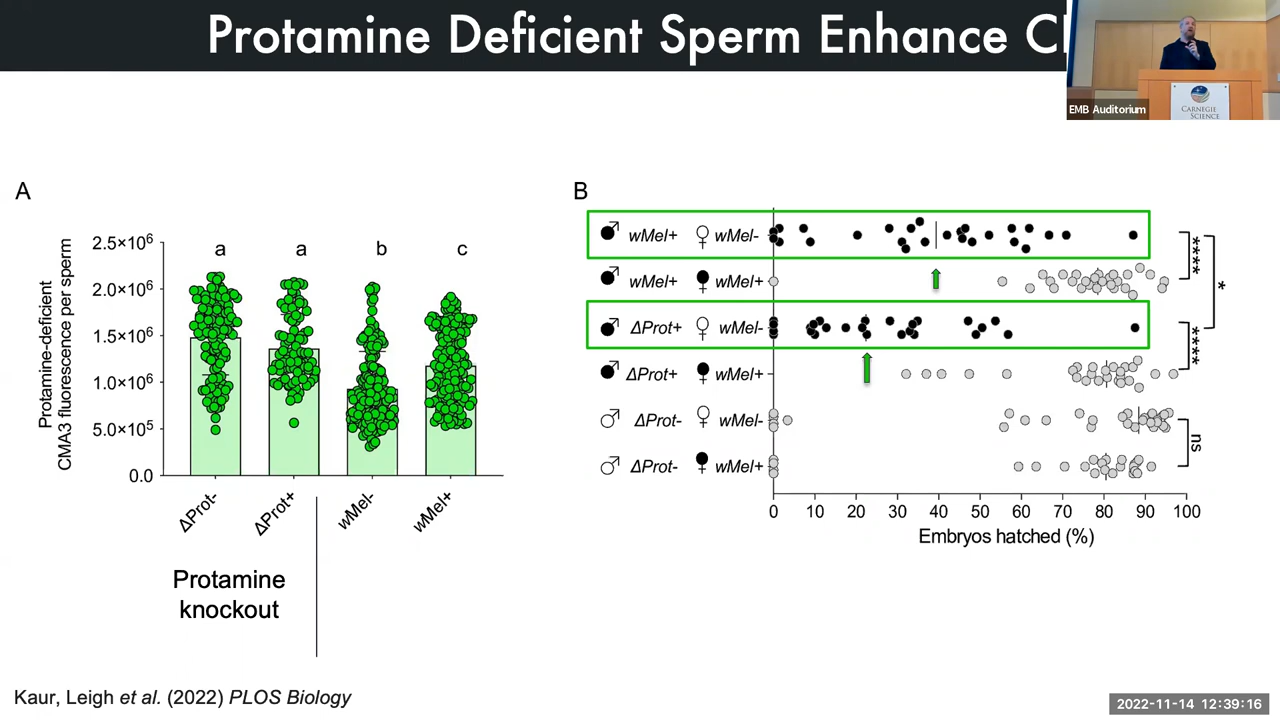 Protamine Deficient Sperm Enhance
EMB Auditorium
CARNEGIE
SCIENCE
A
Protamine-deficient
CMA3 fluorescence per sperm
2.5×10⁶
2.0×10⁶
1.5×10⁶
1.0×10⁶
5.0×10⁵
0.0
a
a
b
c
ΔProt-
ΔProt+
wMel-
wMel+
Protamine
knockout
B
♂ wMel+ ♀ wMel-
♂ wMel+ ♀ wMel+
♂ ΔProt+ ♀ wMel-
♂ ΔProt+ ♀ wMel+
♂ ΔProt- ♀ wMel-
♂ ΔProt- ♀ wMel+
****
*
****
ns
0 10 20 30 40 50 60 70 80 90 100
Embryos hatched (%)
Kaur, Leigh et al. (2022) PLOS Biology
2022-11-14 12:39:16